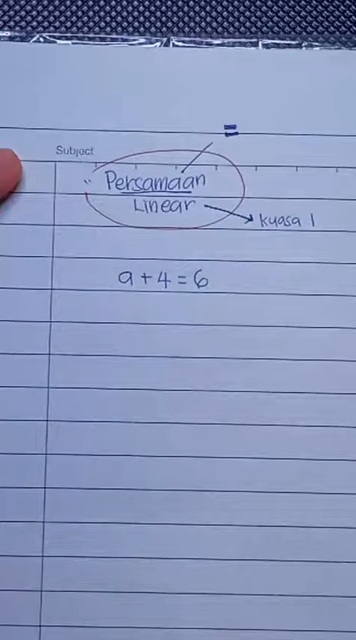 =
Subject
Persamaan
Linear
kuasa 1
a + 4 = 6